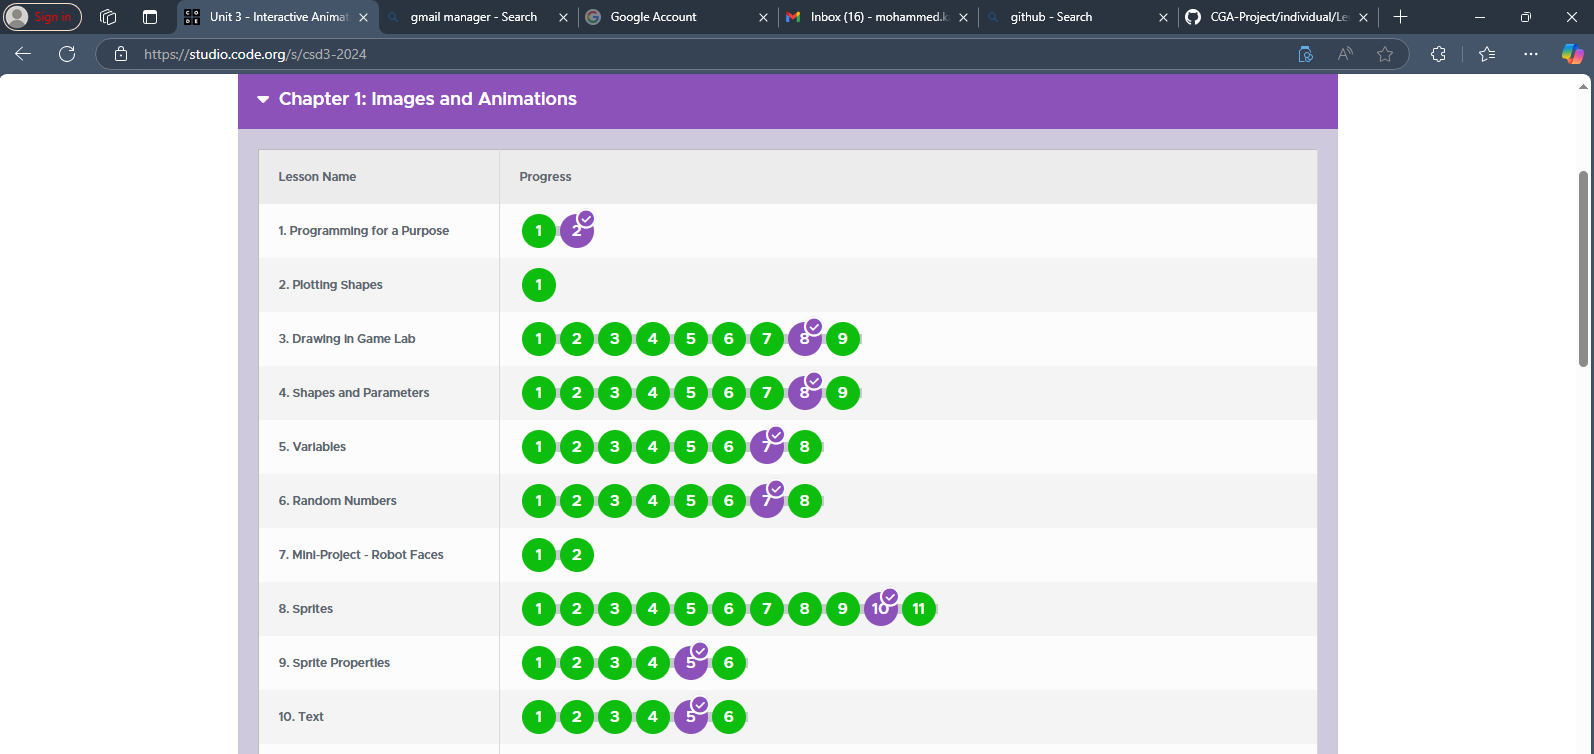 Sign in
CODE
Unit 3 - Interactive Animat
gmail manager - Search
Google Account
Inbox (16) - mohammed.k
github - Search
CGA-Project/individual/Le
https://studio.code.org/s/csd3-2024
Chapter 1: Images and Animations
Lesson Name Progress
1. Programming for a Purpose 1 2
2. Plotting Shapes 1
3. Drawing in Game Lab 1 2 3 4 5 6 7 8 9
4. Shapes and Parameters 1 2 3 4 5 6 7 8 9
5. Variables 1 2 3 4 5 6 7 8
6. Random Numbers 1 2 3 4 5 6 7 8
7. Mini-Project - Robot Faces 1 2
8. Sprites 1 2 3 4 5 6 7 8 9 10 11
9. Sprite Properties 1 2 3 4 5 6
10. Text 1 2 3 4 5 6